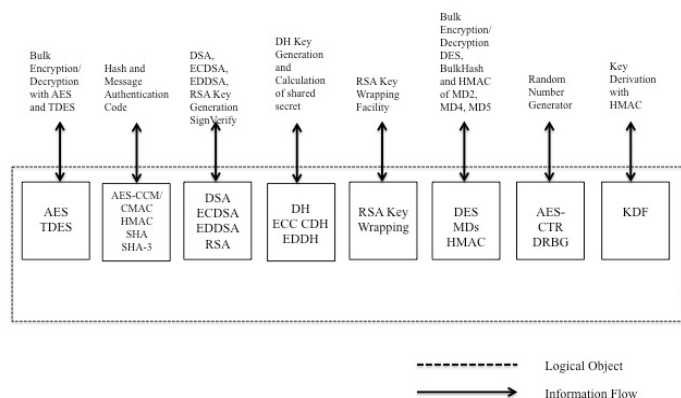 Bulk
Encryption/
Decryption
with AES
and TDES
Hash and
Message
Authentication
Code
DSA,
ECDSA,
EDDSA,
RSA Key
Generation
SignVerify
DH Key
Generation
and
Calculation
of shared
secret
RSA Key
Wrapping
Facility
Bulk
Encryption/
Decryption
DES,
BulkHash
and HMAC
of MD2,
MD4, MD5
Random
Number
Generator
Key
Derivation
with
HMAC
AES
TDES
AES-CCM/
CMAC
HMAC
SHA
SHA-3
DSA
ECDSA
EDDSA
RSA
DH
ECC CDH
EDDH
RSA Key
Wrapping
DES
MDs
HMAC
AES-
CTR
DRBG
KDF
Logical Object
Information Flow